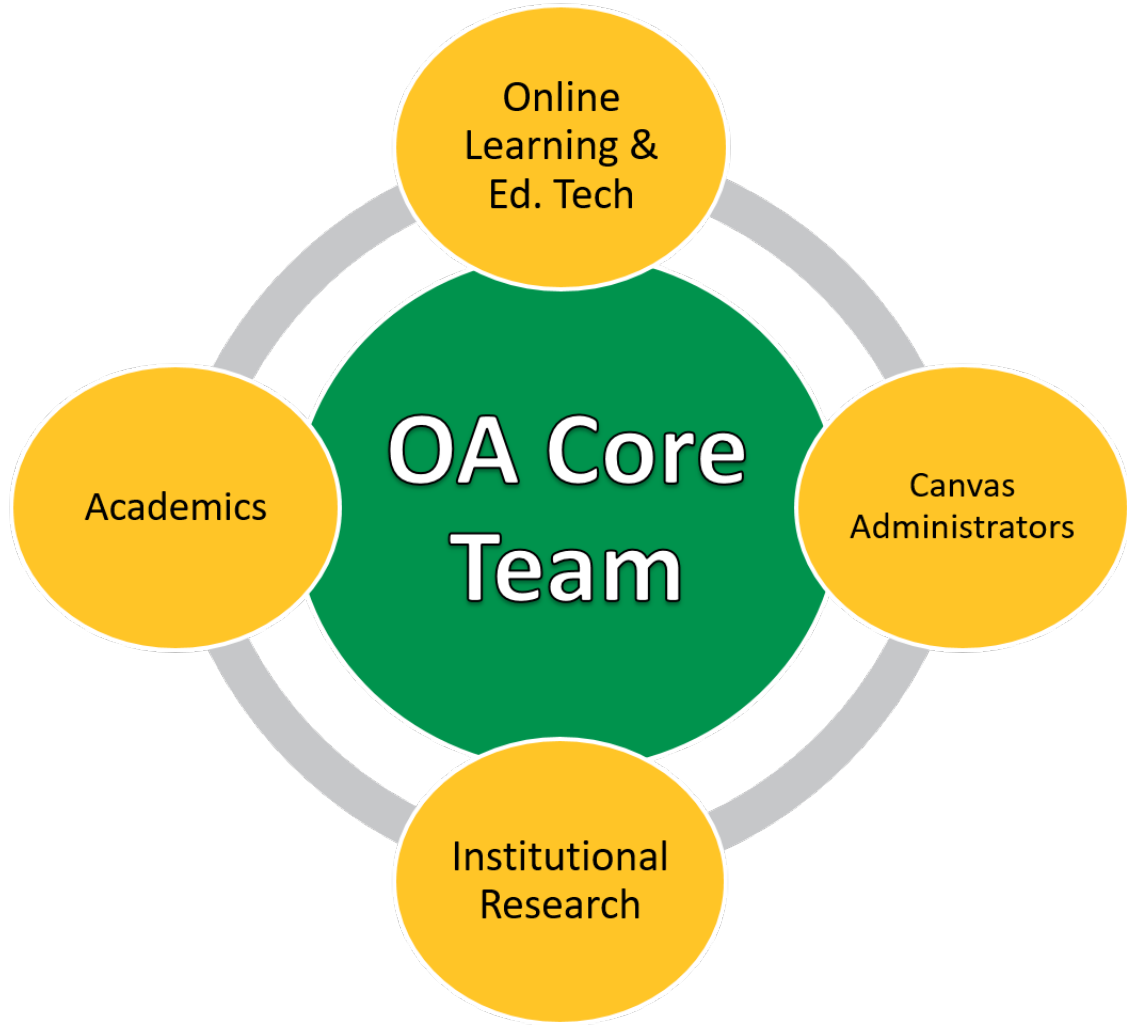 Online
Learning &
Ed. Tech
OA Core
Team
Academics
Canvas
Administrators
Institutional
Research